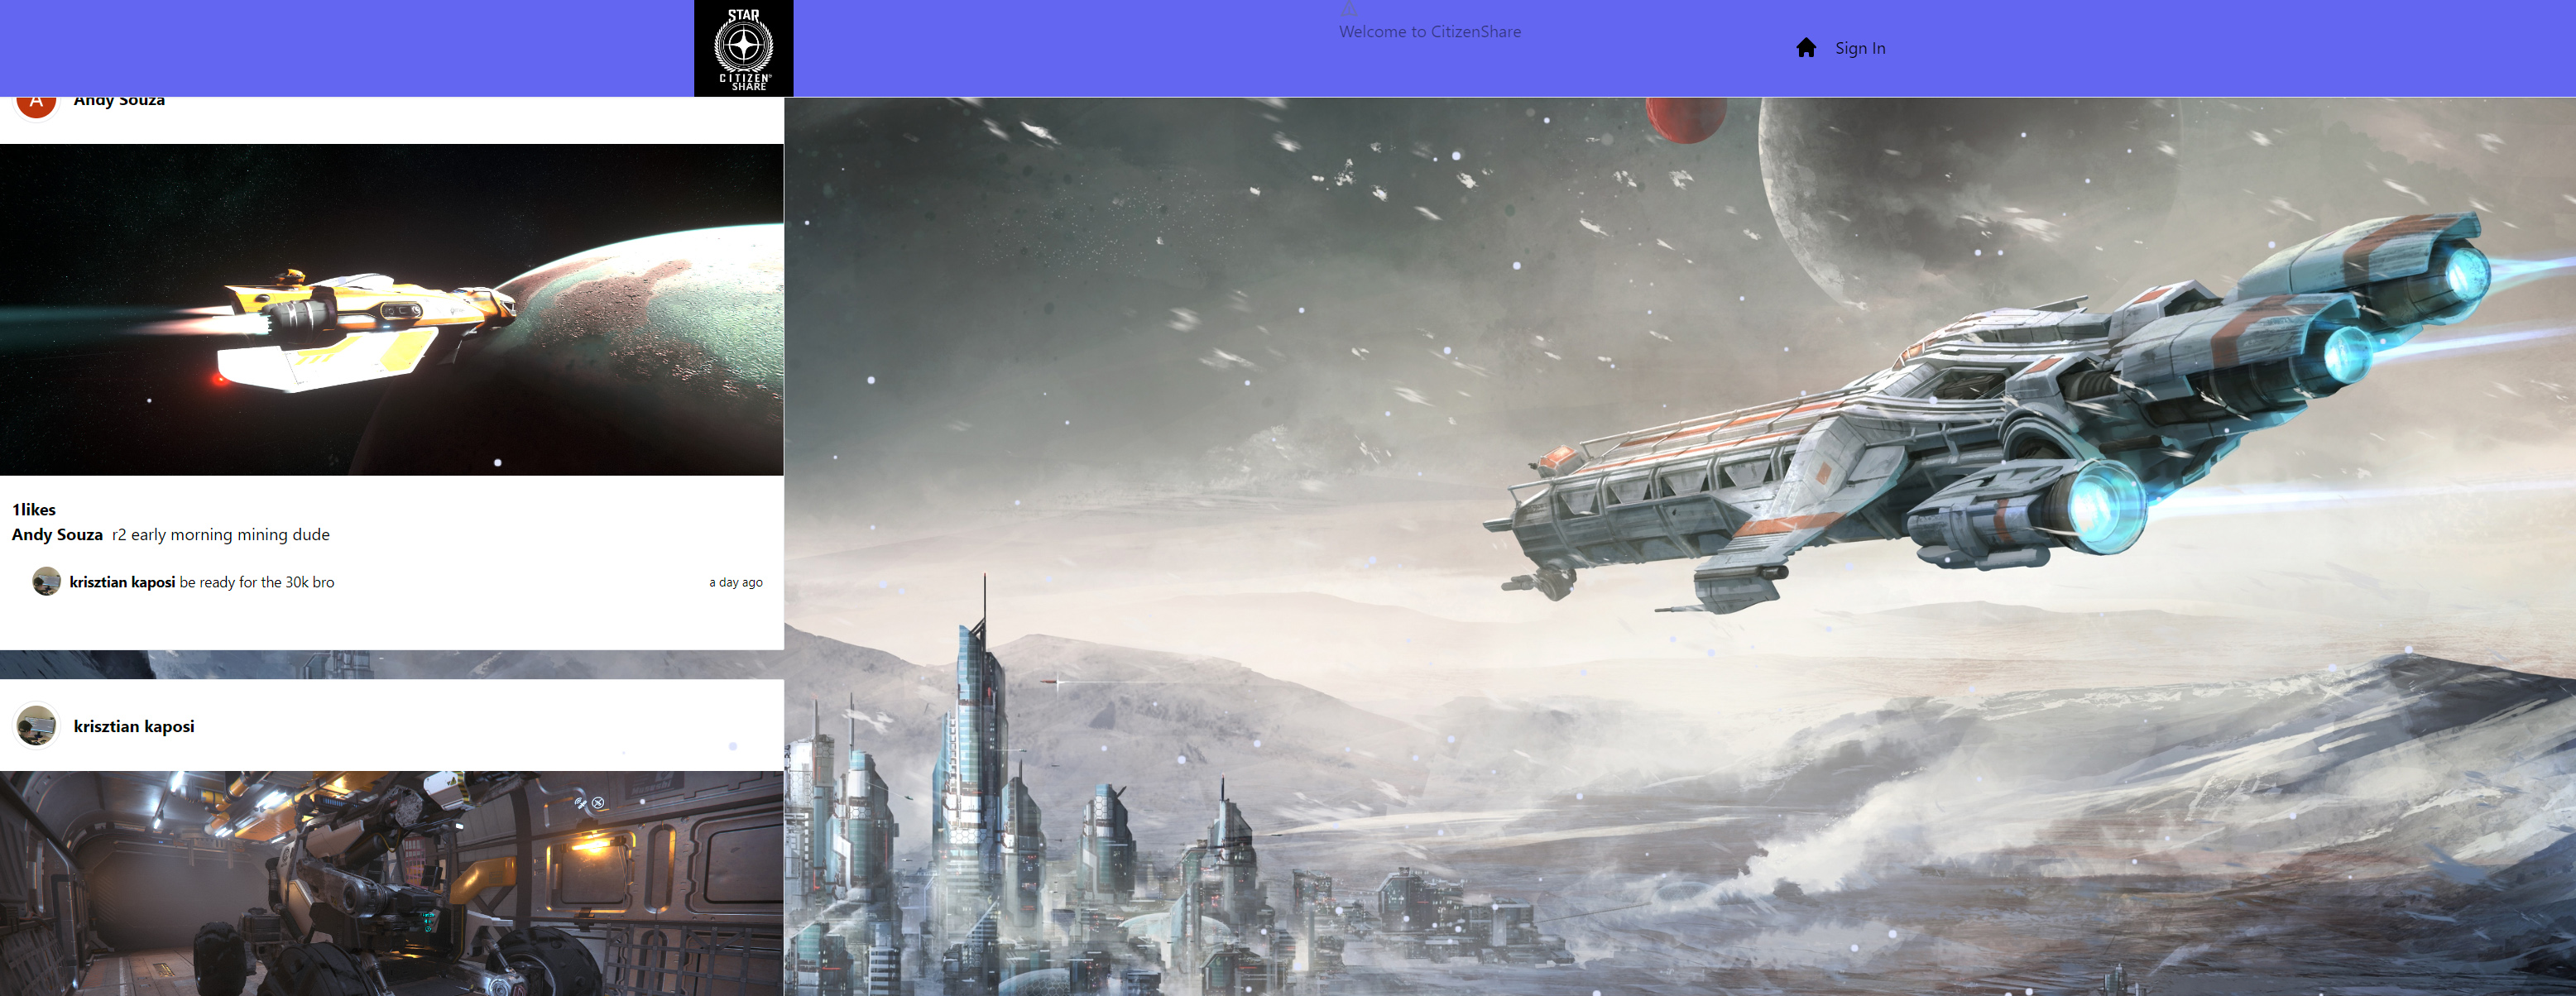 STAR
CITIZEN®
SHARE
Welcome to CitizenShare
Sign In
A
Andy Souza
1likes
Andy Souza r2 early morning mining dude
krisztian kaposi be ready for the 30k bro
a day ago
krisztian kaposi